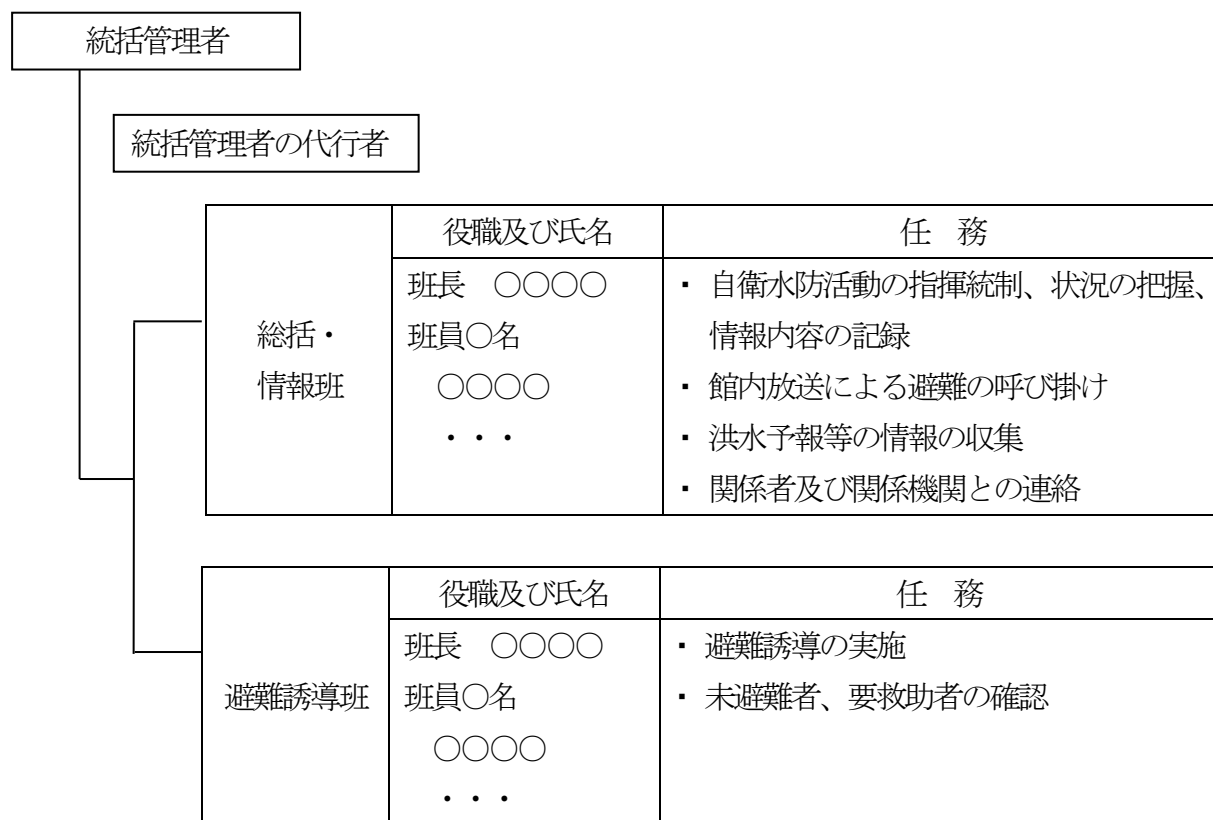 統括管理者
統括管理者の代行者
役職及び氏名
任 務
総括・
情報班
班長 〇〇〇〇
班員〇名
〇〇〇〇
・・・
・ 自衛水防活動の指揮統制、状況の把握、
情報内容の記録
・ 館内放送による避難の呼び掛け
・ 洪水予報等の情報の収集
・ 関係者及び関係機関との連絡
役職及び氏名
任 務
避難誘導班
班長 〇〇〇〇
班員〇名
〇〇〇〇
・・・
・ 避難誘導の実施
・ 未避難者、要救助者の確認